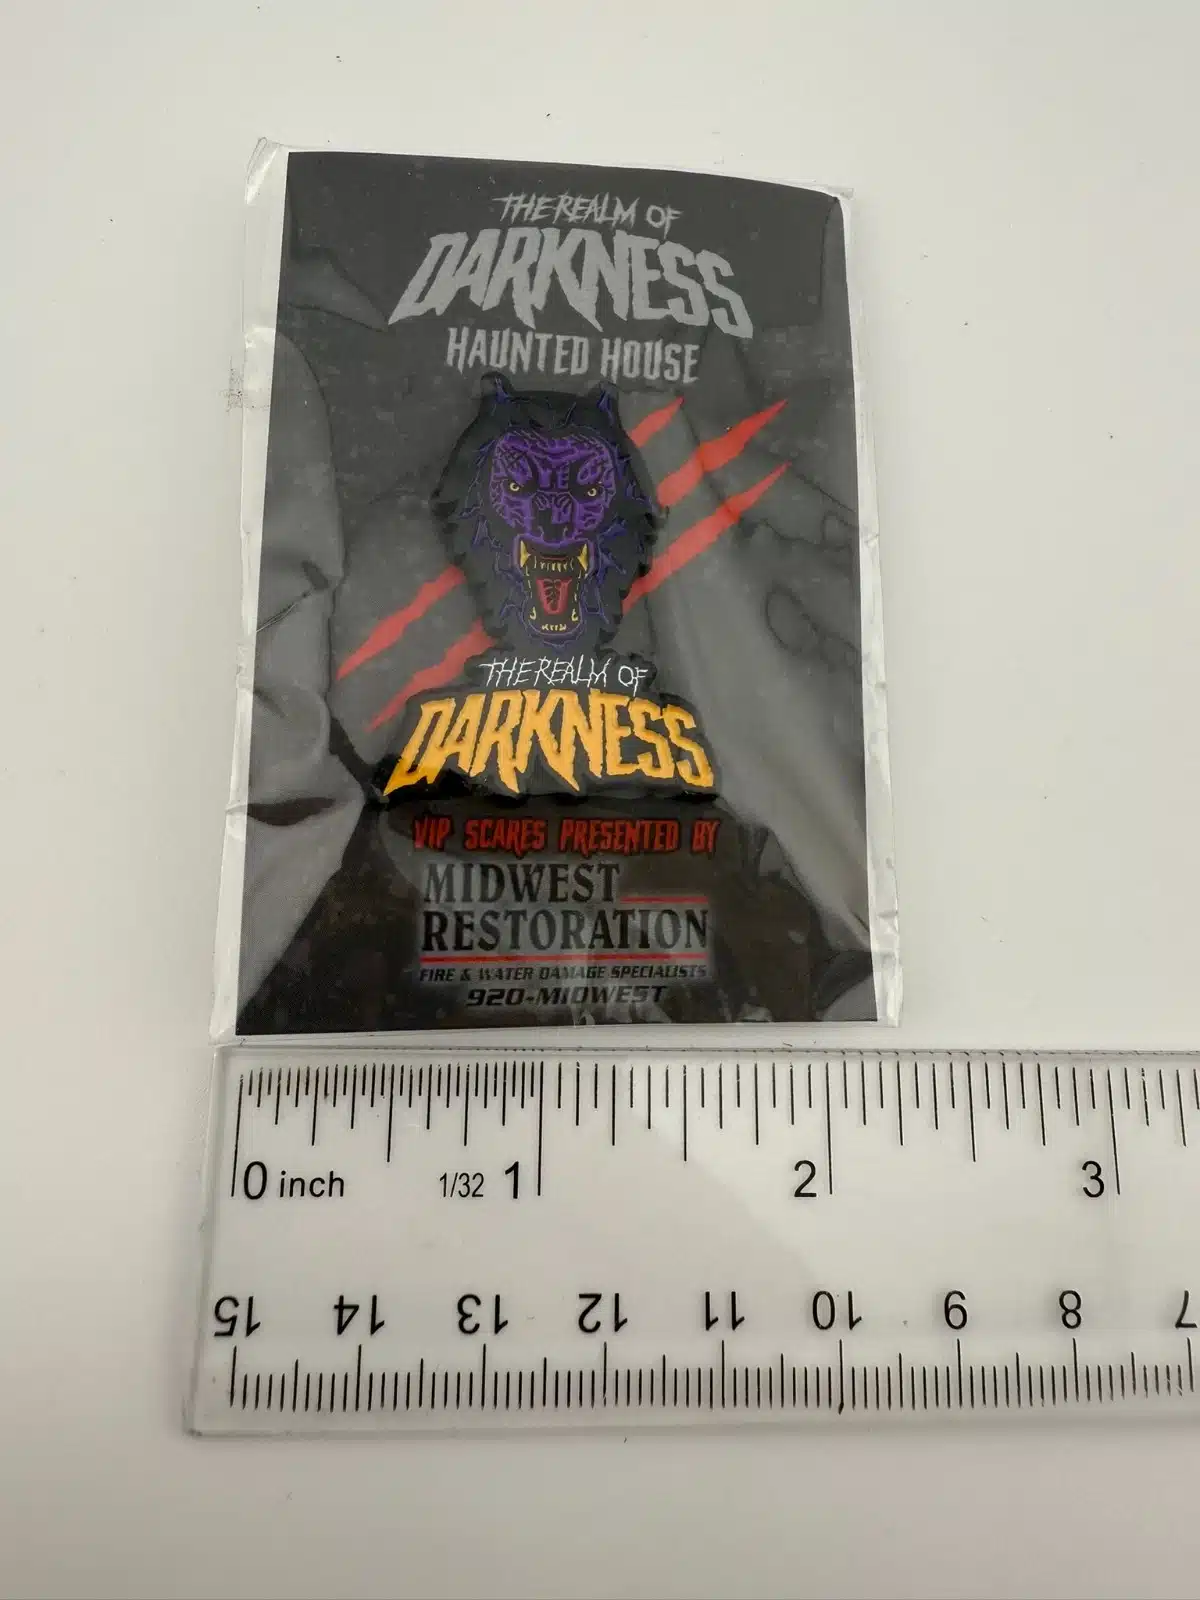 THE REALM OF
DARKNESS
HAUNTED HOUSE
THE REALM OF
DARKNESS
VIP SCARES PRESENTED BY
MIDWEST
RESTORATION
FIRE & WATER DAMAGE SPECIALISTS
920-MIDWEST
0 inch 1/32 1 2 3
15 14 13 12 11 10 9 8 7